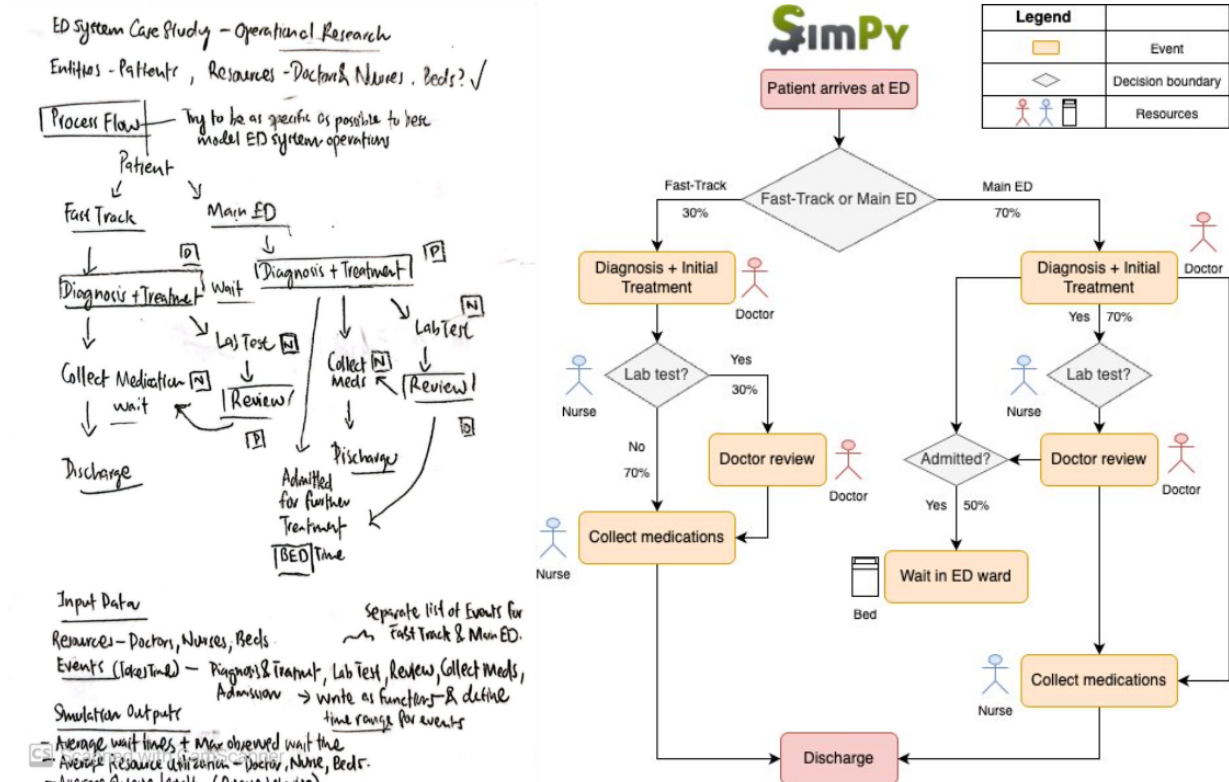 ED System Case Study - Operational Research
Entities - Patients, Resources - Doctors & Nurses. Beds? ✓
Process Flow
Try to be as specific as possible to best
model ED system operations
Patient
Fast Track
Main ED
D
Diagnosis + Treatment
Wait
Diagnosis + Treatment
D
Lab Test N
N
Lab Test
Collect Medication N
wait
Review
D
Collect
Meds
N
Review
D
Discharge
Discharge
Admitted
for further
Treatment
BED Time
Input Data
Resources - Doctors, Nurses, Beds.
separate list of Events for
Fast Track & Main ED.
Events (Takes Time) - Diagnosis & Tratmnt, Lab Test, Review, Collect Meds,
Admission → write as functions & define
time range for events
Simulation Outputs
- Average wait times + Max observed wait time
- Average Resource utilization - Doctor, Nurse, Beds.
CS
SimPy
Legend
Event
Decision boundary
Resources
Patient arrives at ED
Fast-Track or Main ED
Fast-Track
30%
Main ED
70%
Diagnosis + Initial
Treatment
Doctor
Diagnosis + Initial
Treatment
Doctor
Nurse
Lab test?
Yes
30%
No
70%
Doctor review
Doctor
Yes 70%
Nurse
Lab test?
Admitted?
Doctor review
Doctor
Yes 50%
Nurse
Collect medications
Bed
Wait in ED ward
Nurse
Collect medications
Discharge